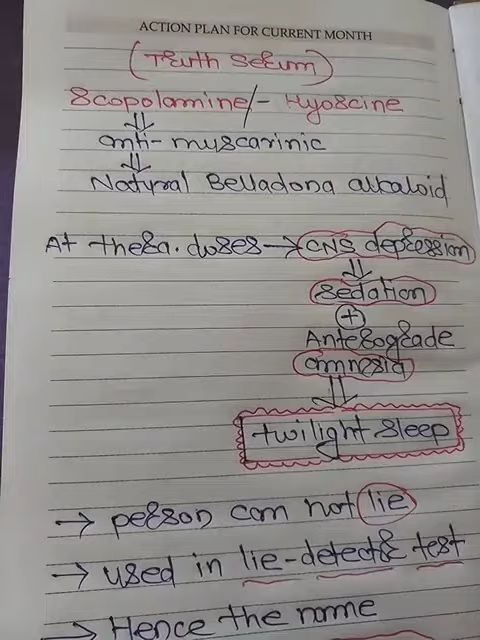 ACTION PLAN FOR CURRENT MONTH
(Truth Serum)
Scopolamine/- Hyoscine
⇓
anti-muscarinic
⇓
Natural Belladona alkaloid
At thera. doses → CNS depression
⇓
sedation
+
Anterograde
amnesia
⇓
twilight sleep
→ person can not lie
→ used in lie-detectr test
→ Hence the name